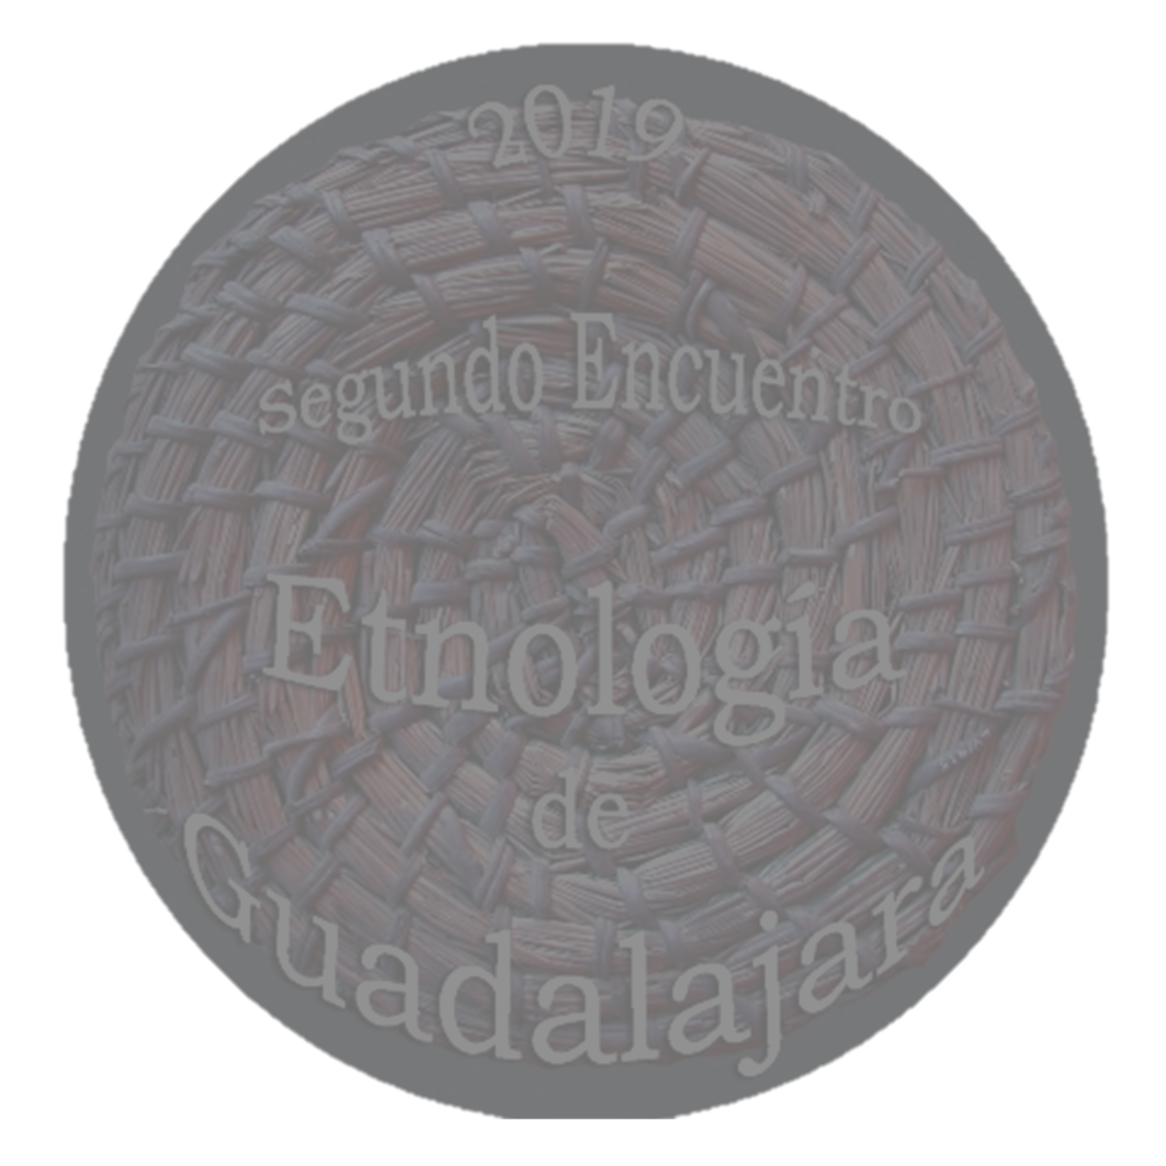 2019
segundo Encuentro
Etnología
de
Guadalajara